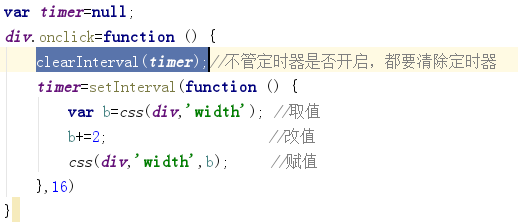 var timer=null;
div.onclick=function () {
clearInterval(timer);//不管定时器是否开启，都要清除定时器
timer=setInterval(function () {
var b=css(div,'width'); //取值
b+=2; //改值
css(div,'width',b); //赋值
},16)
}